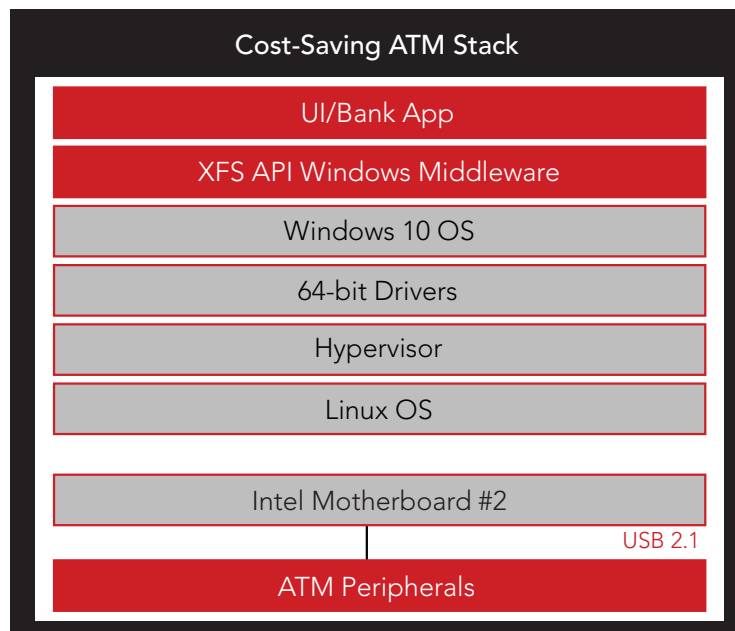 Cost-Saving ATM Stack
UI/Bank App
XFS API Windows Middleware
Windows 10 OS
64-bit Drivers
Hypervisor
Linux OS
Intel Motherboard #2
USB 2.1
ATM Peripherals